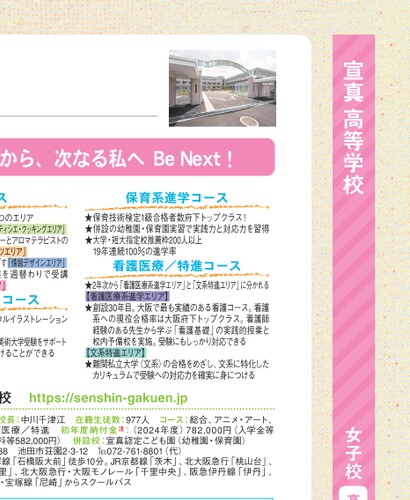 宣真 高等学校
女子校
から、次なる私へ Be Next！
ス
つのエリア
ティシエ・クッキングエリア】
ーとアロマテラピストの
ツエリア】
す【情報デザインエリア】
を週替わりで受講
コース
タルイラストレーション
美術大学受験をサポート
けることができる
保育系進学コース
★保育技術検定1級合格者数府下トップクラス！
★併設の幼稚園・保育園実習で実践力と対応力を習得
★大学・短大指定校推薦枠200人以上
19年連続100％の進学率
看護医療／特進コース
★2年次から「看護医療系進学エリア」と「文系特進エリア」に分かれる
【看護医療系進学エリア】
★創設30年目。大阪で最も実績のある看護コース。看護
系への現役合格率は大阪府下トップクラス。看護師
経験のある先生から学ぶ「看護基礎」の実践的授業と
校内予備校を実施。受験にもしっかり対応できる
【文系特進エリア】
★難関私立大学（文系）の合格をめざし、文系に特化した
カリキュラムで受験への対応力を確実に身につける
校 https://senshin-gakuen.jp
校長：中川千津江 在籍生徒数：977人 コース：総合、アニメ・アート、
医療／特進 初年度納付金：（2024年度）782,000円（入学金等
料等582,000円） 併設校：宣真認定こども園（幼稚園・保育園）
38 池田市荘園2-3-12 ℡072-761-8801（代）
塚線「石橋阪大前」徒歩10分。JR京都線「茨木」、北大阪急行「桃山台」、
里」、北大阪急行・大阪モノレール「千里中央」、阪急伊丹線「伊丹」、
・宝塚線「尼崎」からスクールバス